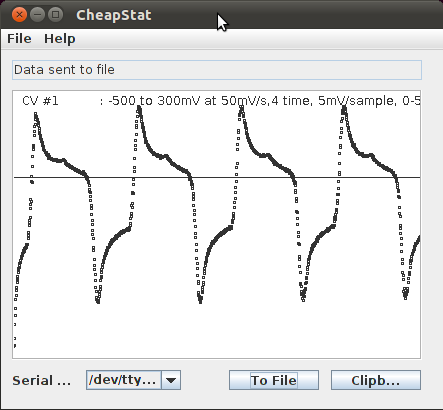 CheapStat
File Help
Data sent to file
CV #1 : -500 to 300mV at 50mV/s,4 time, 5mV/sample, 0-5
Serial ... /dev/tty... To File Clipb...